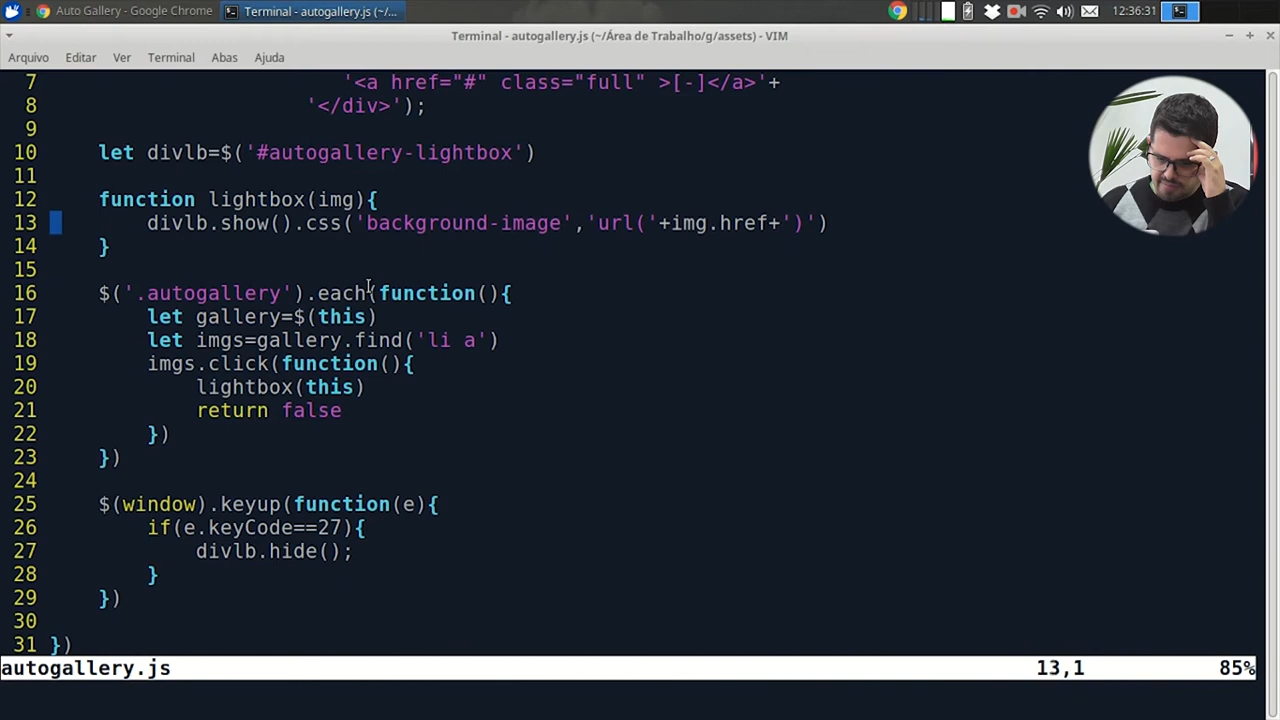 Auto Gallery - Google Chrome
Terminal - autogallery.js (~/...
12:36:31
Terminal - autogallery.js (~/Área de Trabalho/g/assets) - VIM
Arquivo Editar Ver Terminal Abas Ajuda
7 '<a href="#" class="full" >[-]</a>'+
8 '</div>');
9
10 let divlb=$('#autogallery-lightbox')
11
12 function lightbox(img){
13 divlb.show().css('background-image','url('+img.href+')')
14 }
15
16 $('.autogallery').each(function(){
17 let gallery=$(this)
18 let imgs=gallery.find('li a')
19 imgs.click(function(){
20 lightbox(this)
21 return false
22 })
23 })
24
25 $(window).keyup(function(e){
26 if(e.keyCode==27){
27 divlb.hide();
28 }
29 })
30
31 })
autogallery.js 13,1 85%